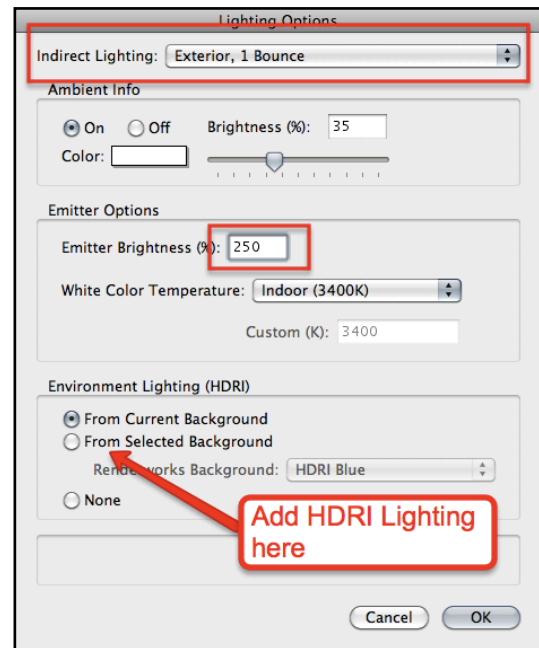 Lighting Options
Indirect Lighting: Exterior, 1 Bounce
Ambient Info
On Off Brightness (%): 35
Color:
Emitter Options
Emitter Brightness (%): 250
White Color Temperature: Indoor (3400K)
Custom (K): 3400
Environment Lighting (HDRI)
From Current Background
From Selected Background
Renderworks Background: HDRI Blue
None
Add HDRI Lighting
here
Cancel OK